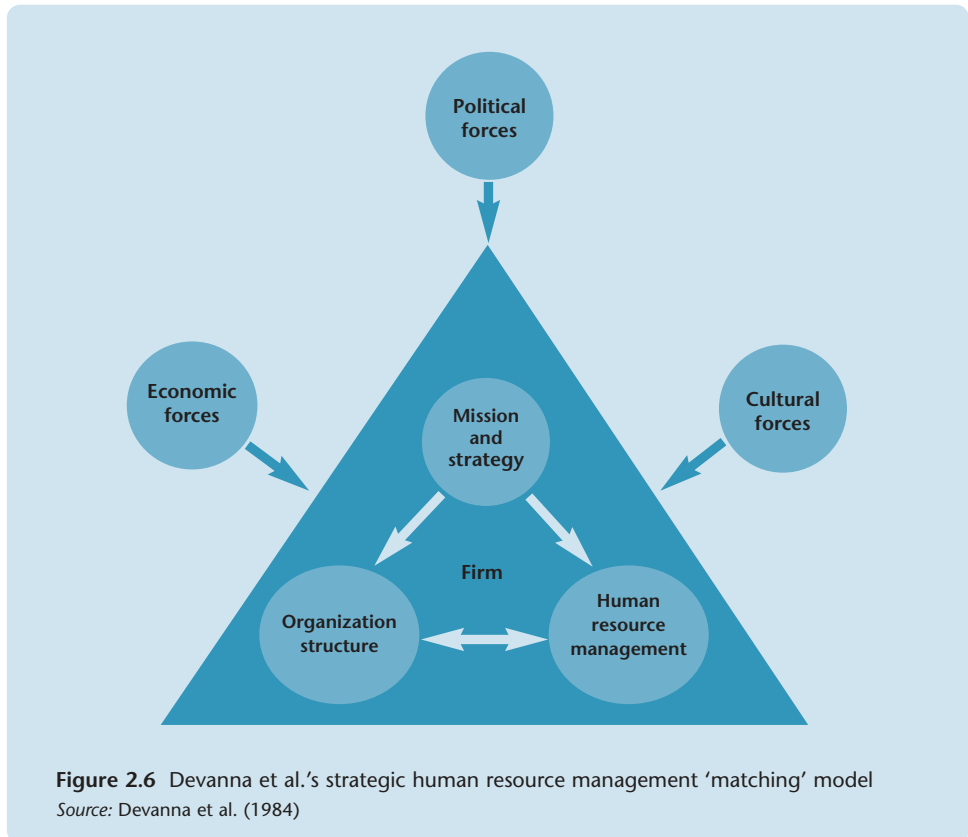 Political
forces
Economic
forces
Cultural
forces
Mission
and
strategy
Firm
Organization
structure
Human
resource
management
Figure 2.6 Devanna et al.'s strategic human resource management ‘matching’ model
Source: Devanna et al. (1984)